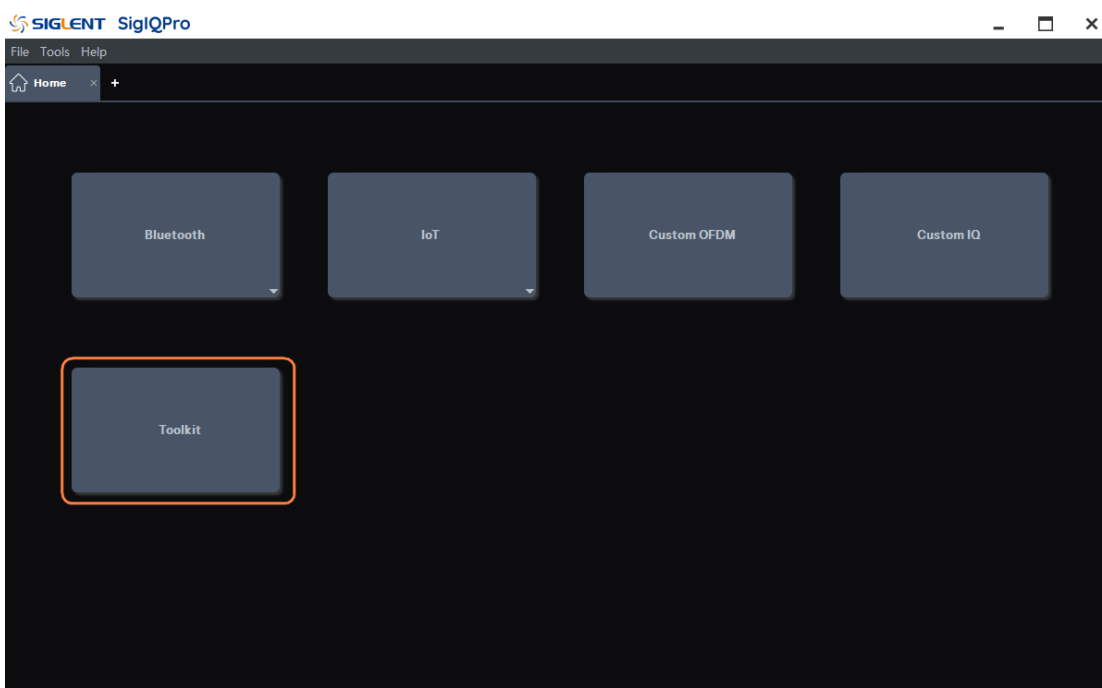 SIGLENT SigIQPro
File Tools Help
Home × +
Bluetooth
IoT
Custom OFDM
Custom IQ
Toolkit